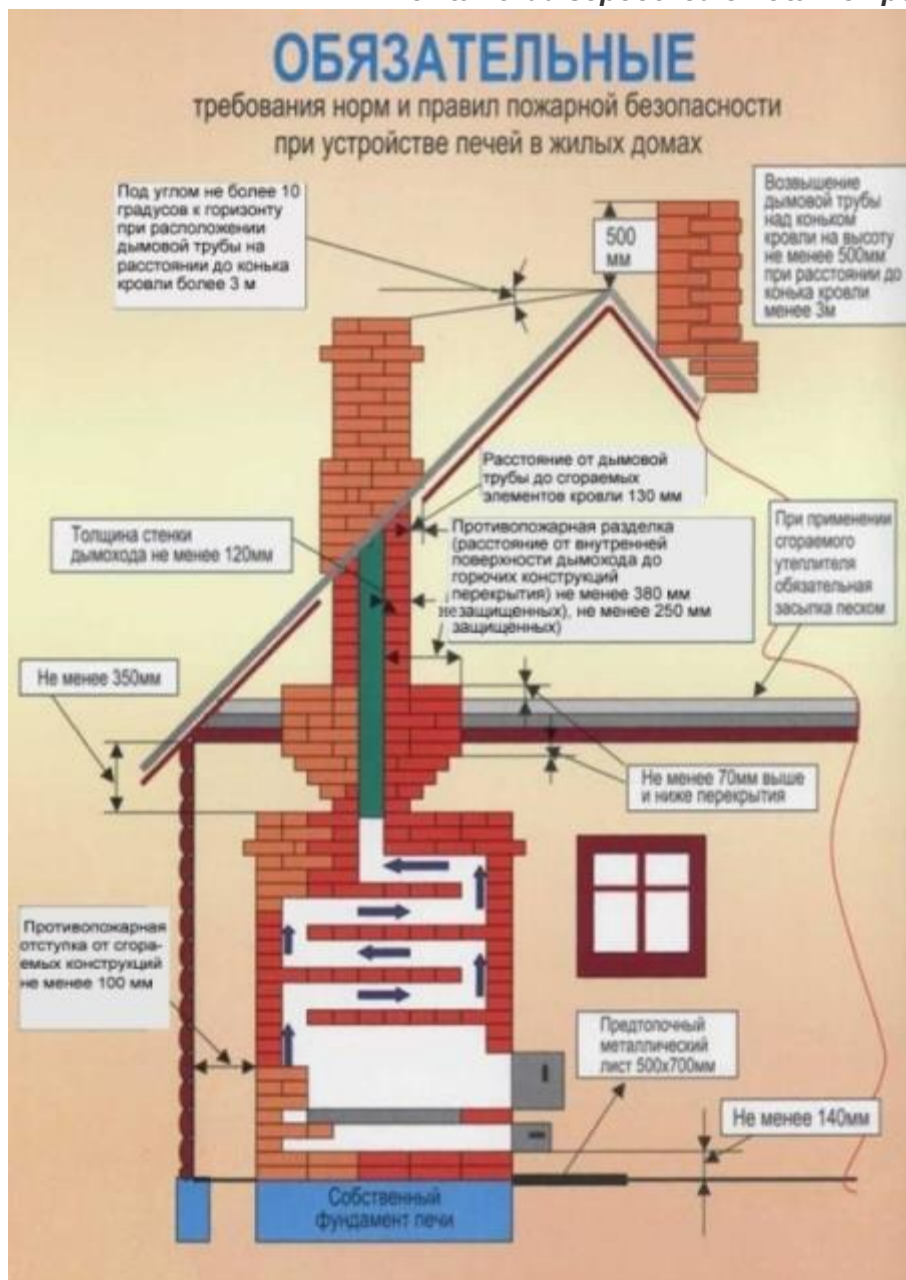 ОБЯЗАТЕЛЬНЫЕ
требования норм и правил пожарной безопасности
при устройстве печей в жилых домах
Под углом не более 10
градусов к горизонту
при расположении
дымовой трубы на
расстоянии до конька
кровли более 3 м
500
мм
Возвышение
дымовой трубы
над коньком
кровли на высоту
не менее 500мм
при расстоянии до
конька кровли
менее 3м
Расстояние от дымовой
трубы до сгораемых
элементов кровли 130 мм
Толщина стенки
дымохода не менее 120мм
Противопожарная разделка
(расстояние от внутренней
поверхности дымохода до
горючих конструкций
перекрытия) не менее 380 мм
не защищенных), не менее 250 мм
защищенных)
При применении
сгораемого
утеплителя
обязательная
засыпка песком
Не менее 350мм
Не менее 70мм выше
и ниже перекрытия
Противопожарная
отступка от сгора-
емых конструкций
не менее 100 мм
Предтопочный
металлический
лист 500х700мм
Не менее 140мм
Собственный
фундамент печи